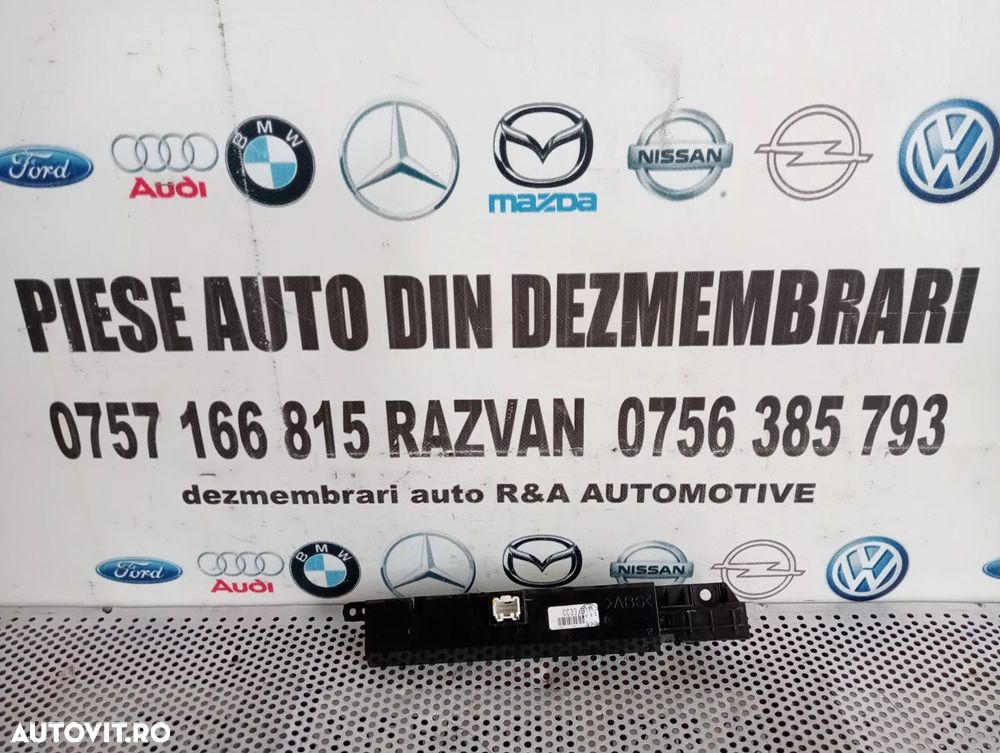 Ford
Audi
BMW
mazda
NISSAN
PIESE AUTO DIN DEZMEMBRARI
0757 166 815 RAZVAN 0756 385 793
dezmembrari auto R&A AUTOMOTIVE
Ford
Audi
BMW
NISSAN
>ABS<
AUTOVIT.RO